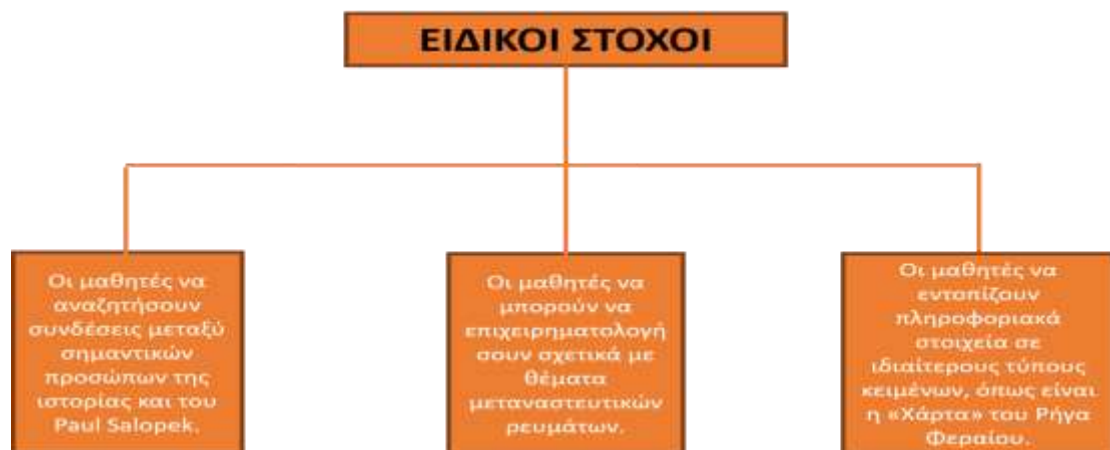 ΕΙΔΙΚΟΙ ΣΤΟΧΟΙ
Οι μαθητές να
αναζητήσουν
συνδέσεις μεταξύ
σημαντικών
προσώπων της
ιστορίας και του
Paul Salopek.
Οι μαθητές να
μπορούν να
επιχειρηματολογή
σουν σχετικά με
θέματα
μεταναστευτικών
ρευμάτων.
Οι μαθητές να
εντοπίζουν
πληροφοριακά
στοιχεία σε
ιδιαίτερους τύπους
κειμένων, όπως είναι
η «Χάρτα» του Ρήγα
Φεραίου.